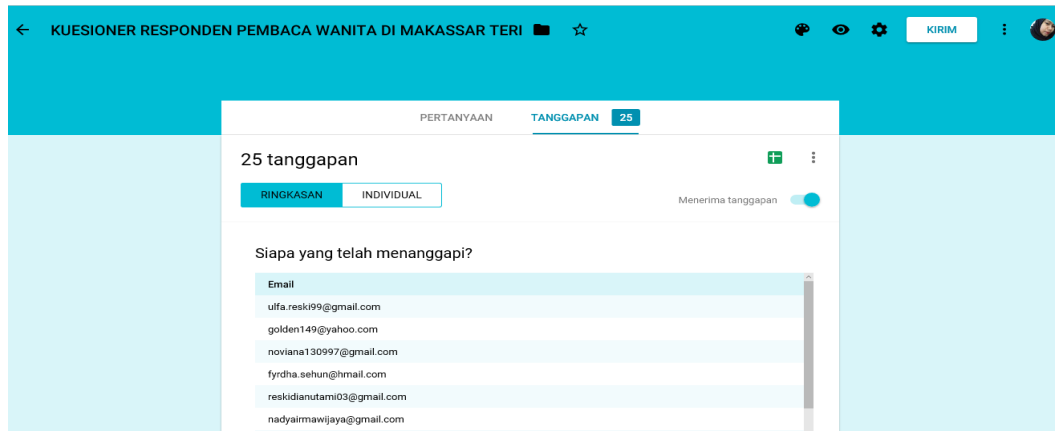 KUESIONER RESPONDEN PEMBACA WANITA DI MAKASSAR TERI
KIRIM
PERTANYAAN TANGGAPAN 25
25 tanggapan
RINGKASAN INDIVIDUAL
Menerima tanggapan
Siapa yang telah menanggapi?
Email
ulfa.reski99@gmail.com
golden149@yahoo.com
noviana130997@gmail.com
fyrdha.sehun@hmail.com
reskidianutami03@gmail.com
nadyairmawijaya@gmail.com